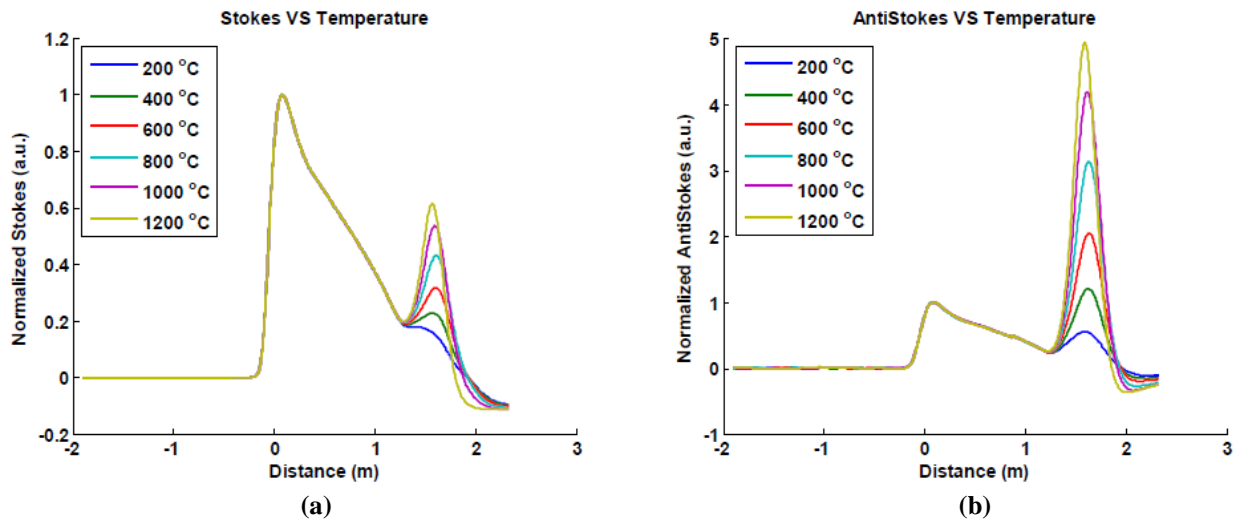 Stokes VS Temperature
1.2
1
0.8
0.6
0.4
0.2
0
-0.2
Normalized Stokes (a.u.)
200 °C
400 °C
600 °C
800 °C
1000 °C
1200 °C
-2
-1
0
1
2
3
Distance (m)
(a)
AntiStokes VS Temperature
5
4
3
2
1
0
-1
Normalized AntiStokes (a.u.)
200 °C
400 °C
600 °C
800 °C
1000 °C
1200 °C
-2
-1
0
1
2
3
Distance (m)
(b)